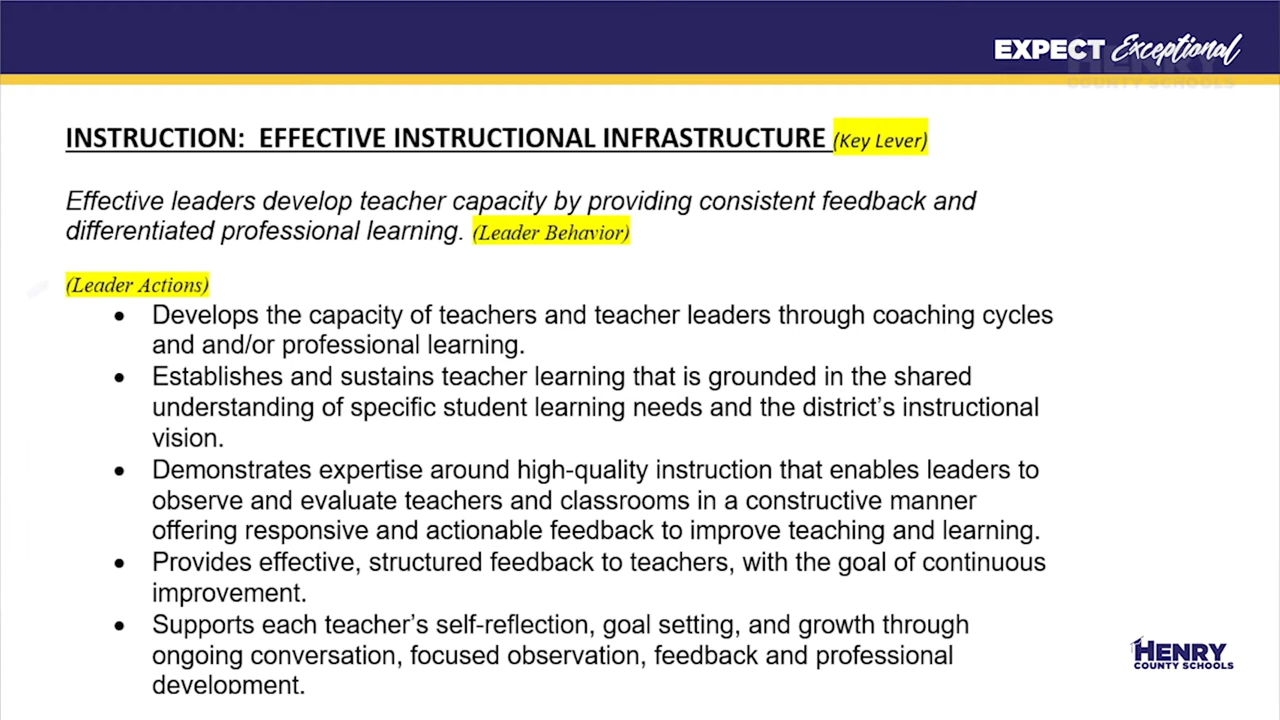 EXPECT Exceptional
HENRY
COUNTY SCHOOLS
INSTRUCTION: EFFECTIVE INSTRUCTIONAL INFRASTRUCTURE (Key Lever)
Effective leaders develop teacher capacity by providing consistent feedback and
differentiated professional learning. (Leader Behavior)
(Leader Actions)
• Develops the capacity of teachers and teacher leaders through coaching cycles
and and/or professional learning.
• Establishes and sustains teacher learning that is grounded in the shared
understanding of specific student learning needs and the district's instructional
vision.
• Demonstrates expertise around high-quality instruction that enables leaders to
observe and evaluate teachers and classrooms in a constructive manner
offering responsive and actionable feedback to improve teaching and learning.
• Provides effective, structured feedback to teachers, with the goal of continuous
improvement.
• Supports each teacher's self-reflection, goal setting, and growth through
ongoing conversation, focused observation, feedback and professional
development.
HENRY
COUNTY SCHOOLS